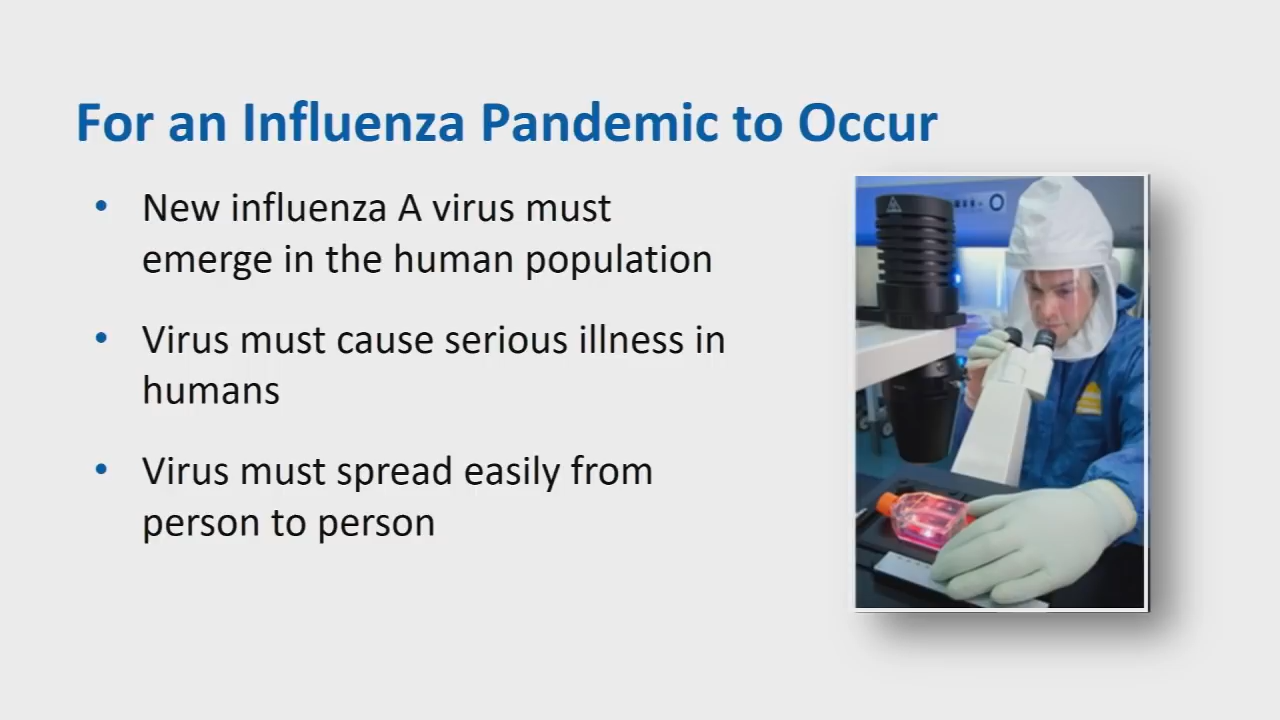 For an Influenza Pandemic to Occur
• New influenza A virus must
emerge in the human population
• Virus must cause serious illness in
humans
• Virus must spread easily from
person to person